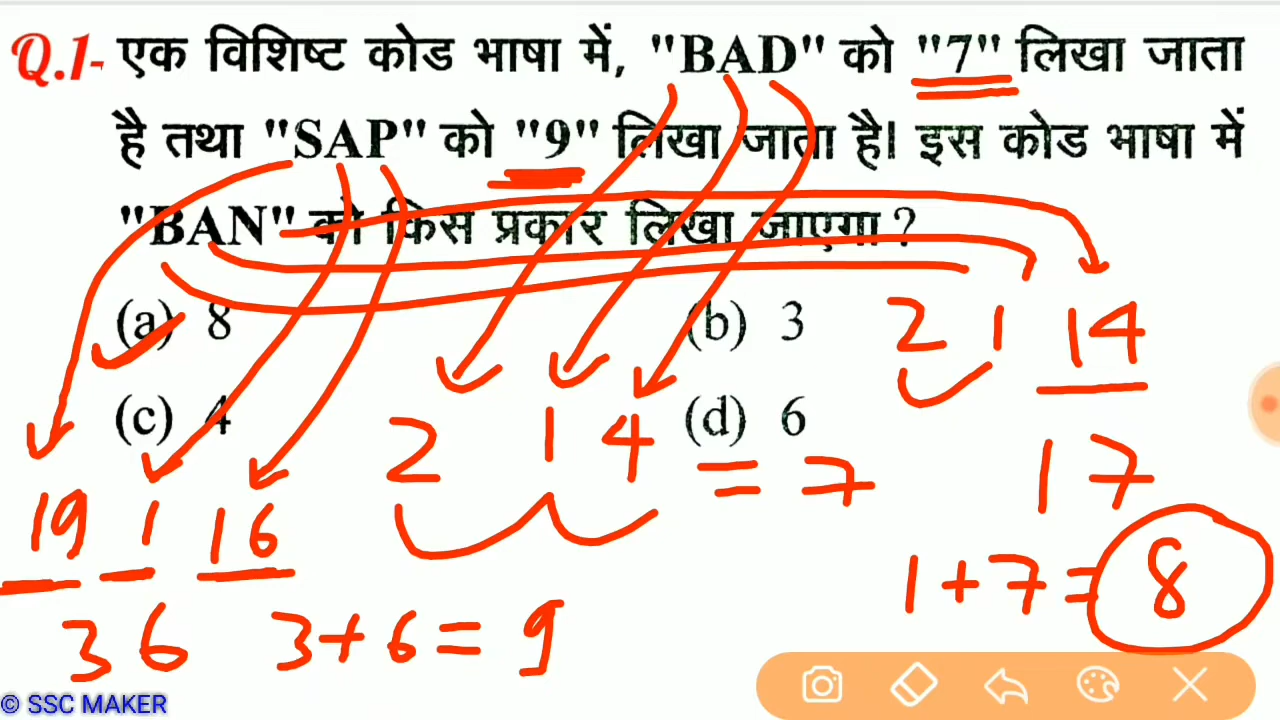 Q.1- एक विशिष्ट कोड भाषा में, "BAD" को "7" लिखा जाता
है तथा "SAP" को "9" लिखा जाता है। इस कोड भाषा में
"BAN" को किस प्रकार लिखा जाएगा?
(a) 8 (b) 3
(c) 4 (d) 6
2 1 14
2 1 4 = 7
17
19 1 16
1+7=8
36 3+6=9
© SSC MAKER